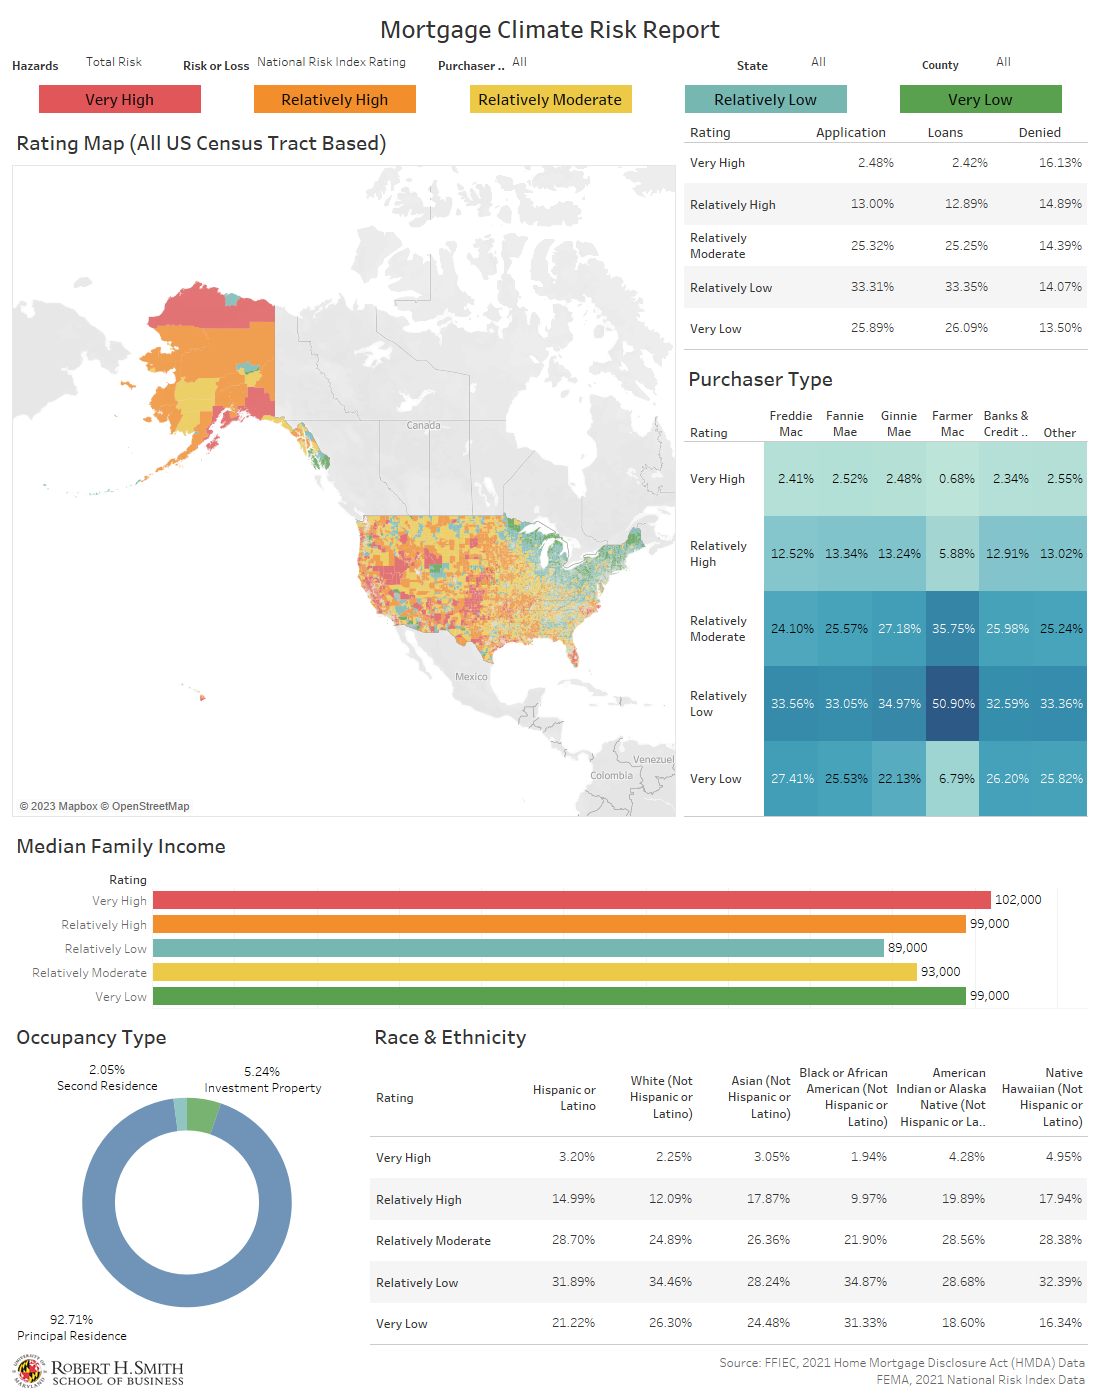 Mortgage Climate Risk Report
Hazards Total Risk Risk or Loss National Risk Index Rating Purchaser .. All State All County All
Very High Relatively High Relatively Moderate Relatively Low Very Low
Rating Map (All US Census Tract Based)
Canada
Mexico
Venezuel
Colombia
© 2023 Mapbox © OpenStreetMap
Rating Application Loans Denied
Very High 2.48% 2.42% 16.13%
Relatively High 13.00% 12.89% 14.89%
Relatively
Moderate 25.32% 25.25% 14.39%
Relatively Low 33.31% 33.35% 14.07%
Very Low 25.89% 26.09% 13.50%
Purchaser Type
Freddie Fannie Ginnie Farmer Banks &
Rating Mac Mae Mae Mac Credit .. Other
Very High 2.41% 2.52% 2.48% 0.68% 2.34% 2.55%
Relatively
High 12.52% 13.34% 13.24% 5.88% 12.91% 13.02%
Relatively
Moderate 24.10% 25.57% 27.18% 35.75% 25.98% 25.24%
Relatively
Low 33.56% 33.05% 34.97% 50.90% 32.59% 33.36%
Very Low 27.41% 25.53% 22.13% 6.79% 26.20% 25.82%
Median Family Income
Rating
Very High 102,000
Relatively High 99,000
Relatively Low 89,000
Relatively Moderate 93,000
Very Low 99,000
Occupancy Type
2.05%
Second Residence
5.24%
Investment Property
92.71%
Principal Residence
Race & Ethnicity
Rating
Hispanic or
Latino
White (Not
Hispanic or
Latino)
Asian (Not
Hispanic or
Latino)
Black or African
American (Not
Hispanic or
Latino)
American
Indian or Alaska
Native (Not
Hispanic or La..
Native
Hawaiian (Not
Hispanic or
Latino)
Very High 3.20% 2.25% 3.05% 1.94% 4.28% 4.95%
Relatively High 14.99% 12.09% 17.87% 9.97% 19.89% 17.94%
Relatively Moderate 28.70% 24.89% 26.36% 21.90% 28.56% 28.38%
Relatively Low 31.89% 34.46% 28.24% 34.87% 28.68% 32.39%
Very Low 21.22% 26.30% 24.48% 31.33% 18.60% 16.34%
UNIVERSITY OF
MARYLAND
ROBERT H. SMITH
SCHOOL OF BUSINESS
Source: FFIEC, 2021 Home Mortgage Disclosure Act (HMDA) Data
FEMA, 2021 National Risk Index Data